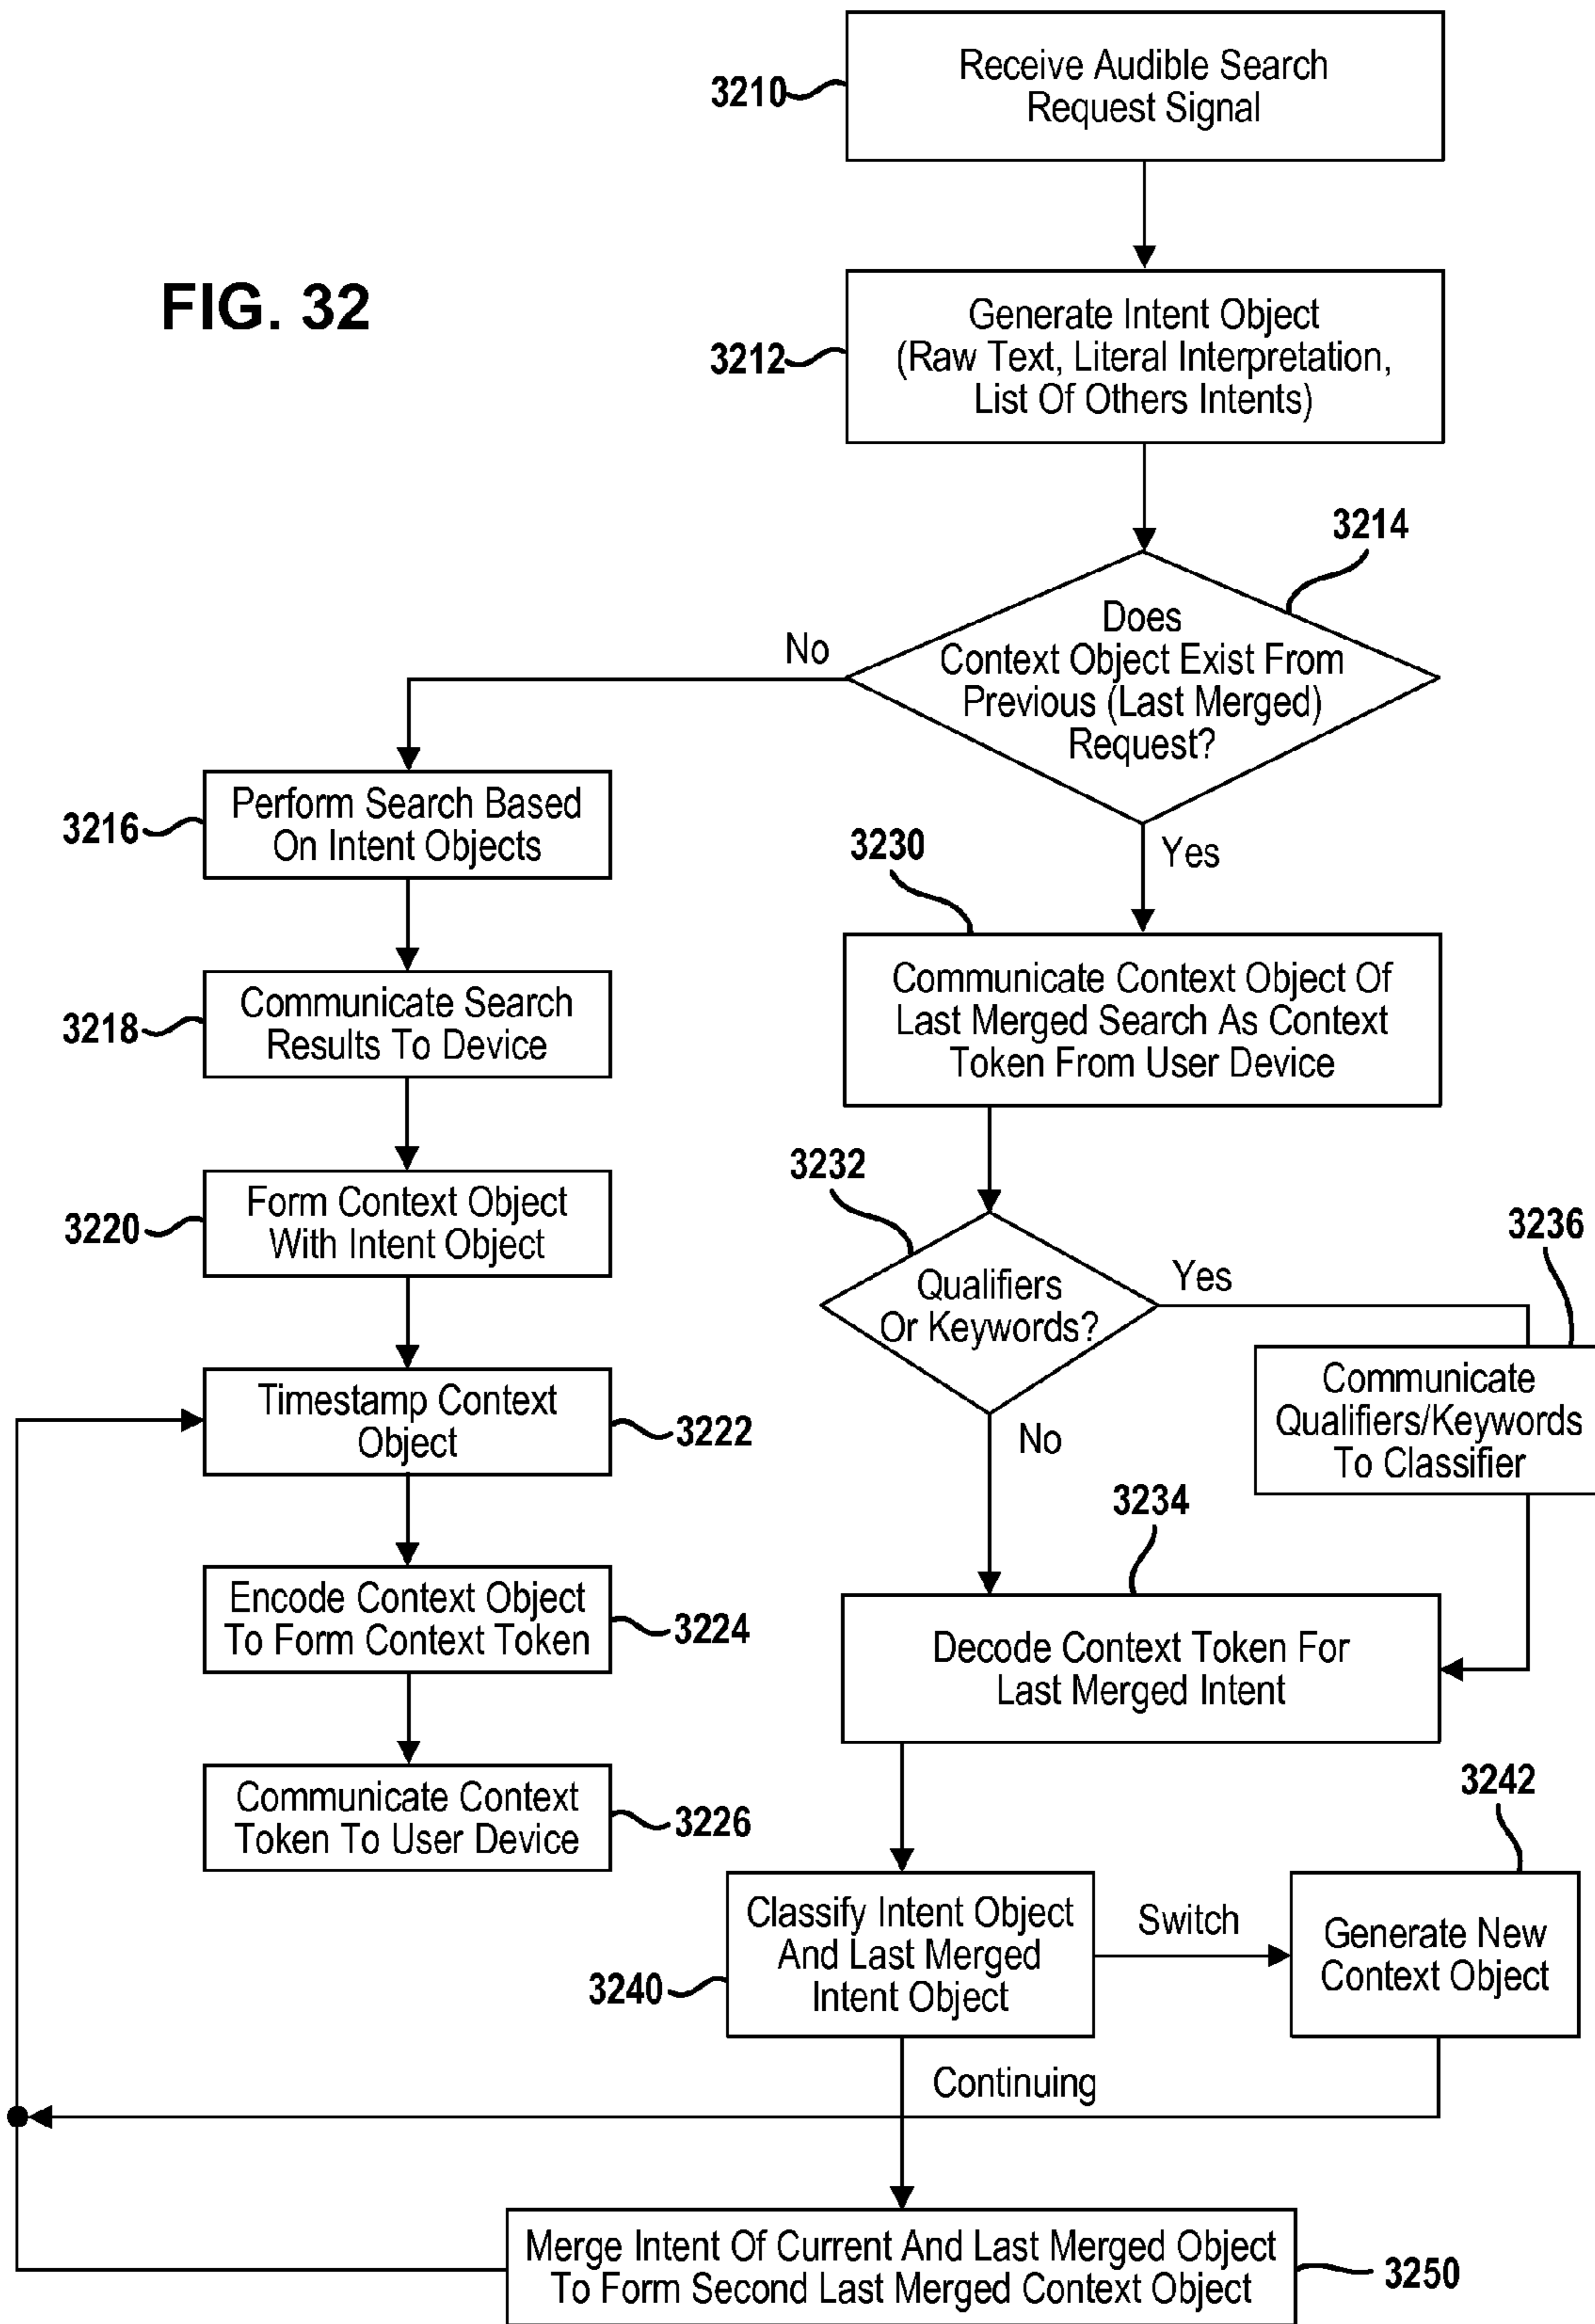 FIG. 32
3210
Receive Audible Search
Request Signal
3212
Generate Intent Object
(Raw Text, Literal Interpretation,
List Of Others Intents)
3214
Does
Context Object Exist From
Previous (Last Merged)
Request?
No
Yes
3216
Perform Search Based
On Intent Objects
3218
Communicate Search
Results To Device
3220
Form Context Object
With Intent Object
Timestamp Context
Object
3222
Encode Context Object
To Form Context Token
3224
Communicate Context
Token To User Device
3226
3230
Communicate Context Object Of
Last Merged Search As Context
Token From User Device
3232
Qualifiers
Or Keywords?
Yes
No
3236
Communicate
Qualifiers/Keywords
To Classifier
3234
Decode Context Token For
Last Merged Intent
3240
Classify Intent Object
And Last Merged
Intent Object
Switch
3242
Generate New
Context Object
Continuing
Merge Intent Of Current And Last Merged Object
To Form Second Last Merged Context Object
3250